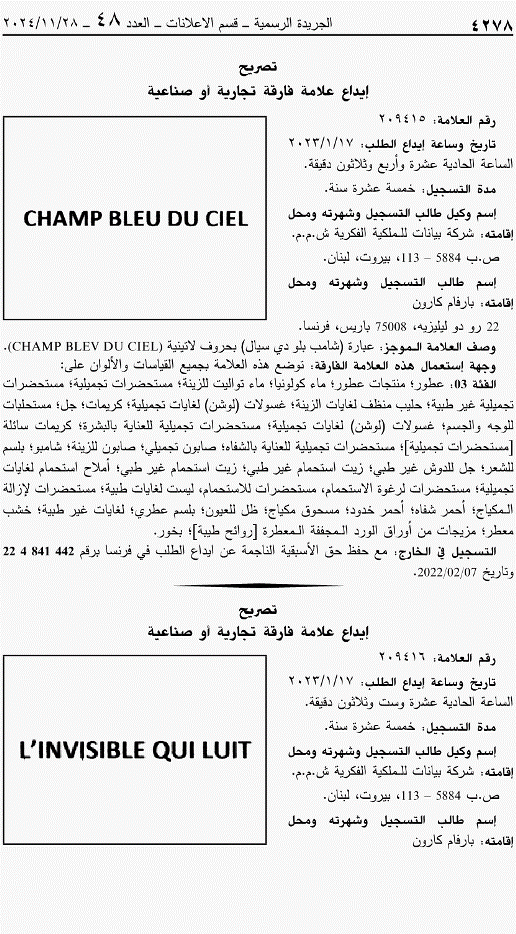 ٤٢٧٨ الجريدة الرسمية – قسم الاعلانات – العدد ٤٨ – ٢٠٢٤/١١/٢٨
تصريح
إيداع علامة فارقة تجارية أو صناعية
رقم العلامة: ٢٠٩٤١٥
تاريخ وساعة إيداع الطلب: ٢٠٢٣/١/١٧
الساعة الحادية عشرة وأربع وثلاثون دقيقة.
مدة التسجيل: خمسة عشرة سنة.
إسم وكيل طالب التسجيل وشهرته ومحل
إقامته: شركة بيانات للملكية الفكرية ش.م.م.
ص.ب 5884 – 113، بيروت، لبنان.
إسم طالب التسجيل وشهرته ومحل
إقامته: بارفام كارون
22 رو دو ليليزيه، 75008 باريس، فرنسا.
CHAMP BLEU DU CIEL
وصف العلامة الموجز: عبارة (شامب بلو دي سيال) بحروف لاتينية (CHAMP BLEV DU CIEL).
وجهة إستعمال هذه العلامة الفارقة: توضع هذه العلامة بجميع القياسات والألوان على:
الفئة 03: عطور؛ منتجات عطور؛ ماء كولونيا؛ ماء تواليت للزينة؛ مستحضرات تجميلية؛ مستحضرات
تجميلية غير طبية؛ حليب منظف لغايات الزينة؛ غسولات (لوشن) لغايات تجميلية؛ كريمات؛ جل؛ مستحلبات
للوجه والجسم؛ غسولات (لوشن) لغايات تجميلية؛ مستحضرات تجميلية للعناية بالبشرة؛ كريمات سائلة
[مستحضرات تجميلية]؛ مستحضرات تجميلية للعناية بالشفاه؛ صابون تجميلي؛ صابون للزينة؛ شامبو؛ بلسم
للشعر؛ جل للدوش غير طبي؛ زيت استحمام غير طبي؛ زيت استحمام غير طبي؛ أملاح استحمام لغايات
تجميلية؛ مستحضرات لرغوة الاستحمام، مستحضرات للاستحمام، ليست لغايات طبية؛ مستحضرات لإزالة
المكياج؛ أحمر شفاه؛ أحمر خدود؛ مسحوق مكياج؛ ظل للعيون؛ بلسم عطري؛ لغايات غير طبية؛ خشب
معطر؛ مزيجات من أوراق الورد المجففة المعطرة [روائح طيبة]؛ بخور.
التسجيل في الخارج: مع حفظ حق الأسبقية الناجمة عن ايداع الطلب في فرنسا برقم 442 841 4 22
وتاريخ 2022/02/07.
تصريح
إيداع علامة فارقة تجارية أو صناعية
رقم العلامة: ٢٠٩٤١٦
تاريخ وساعة إيداع الطلب: ٢٠٢٣/١/١٧
الساعة الحادية عشرة وست وثلاثون دقيقة.
مدة التسجيل: خمسة عشرة سنة.
إسم وكيل طالب التسجيل وشهرته ومحل
إقامته: شركة بيانات للملكية الفكرية ش.م.م.
ص.ب 5884 – 113، بيروت، لبنان.
إسم طالب التسجيل وشهرته ومحل
إقامته: بارفام كارون
L’INVISIBLE QUI LUIT